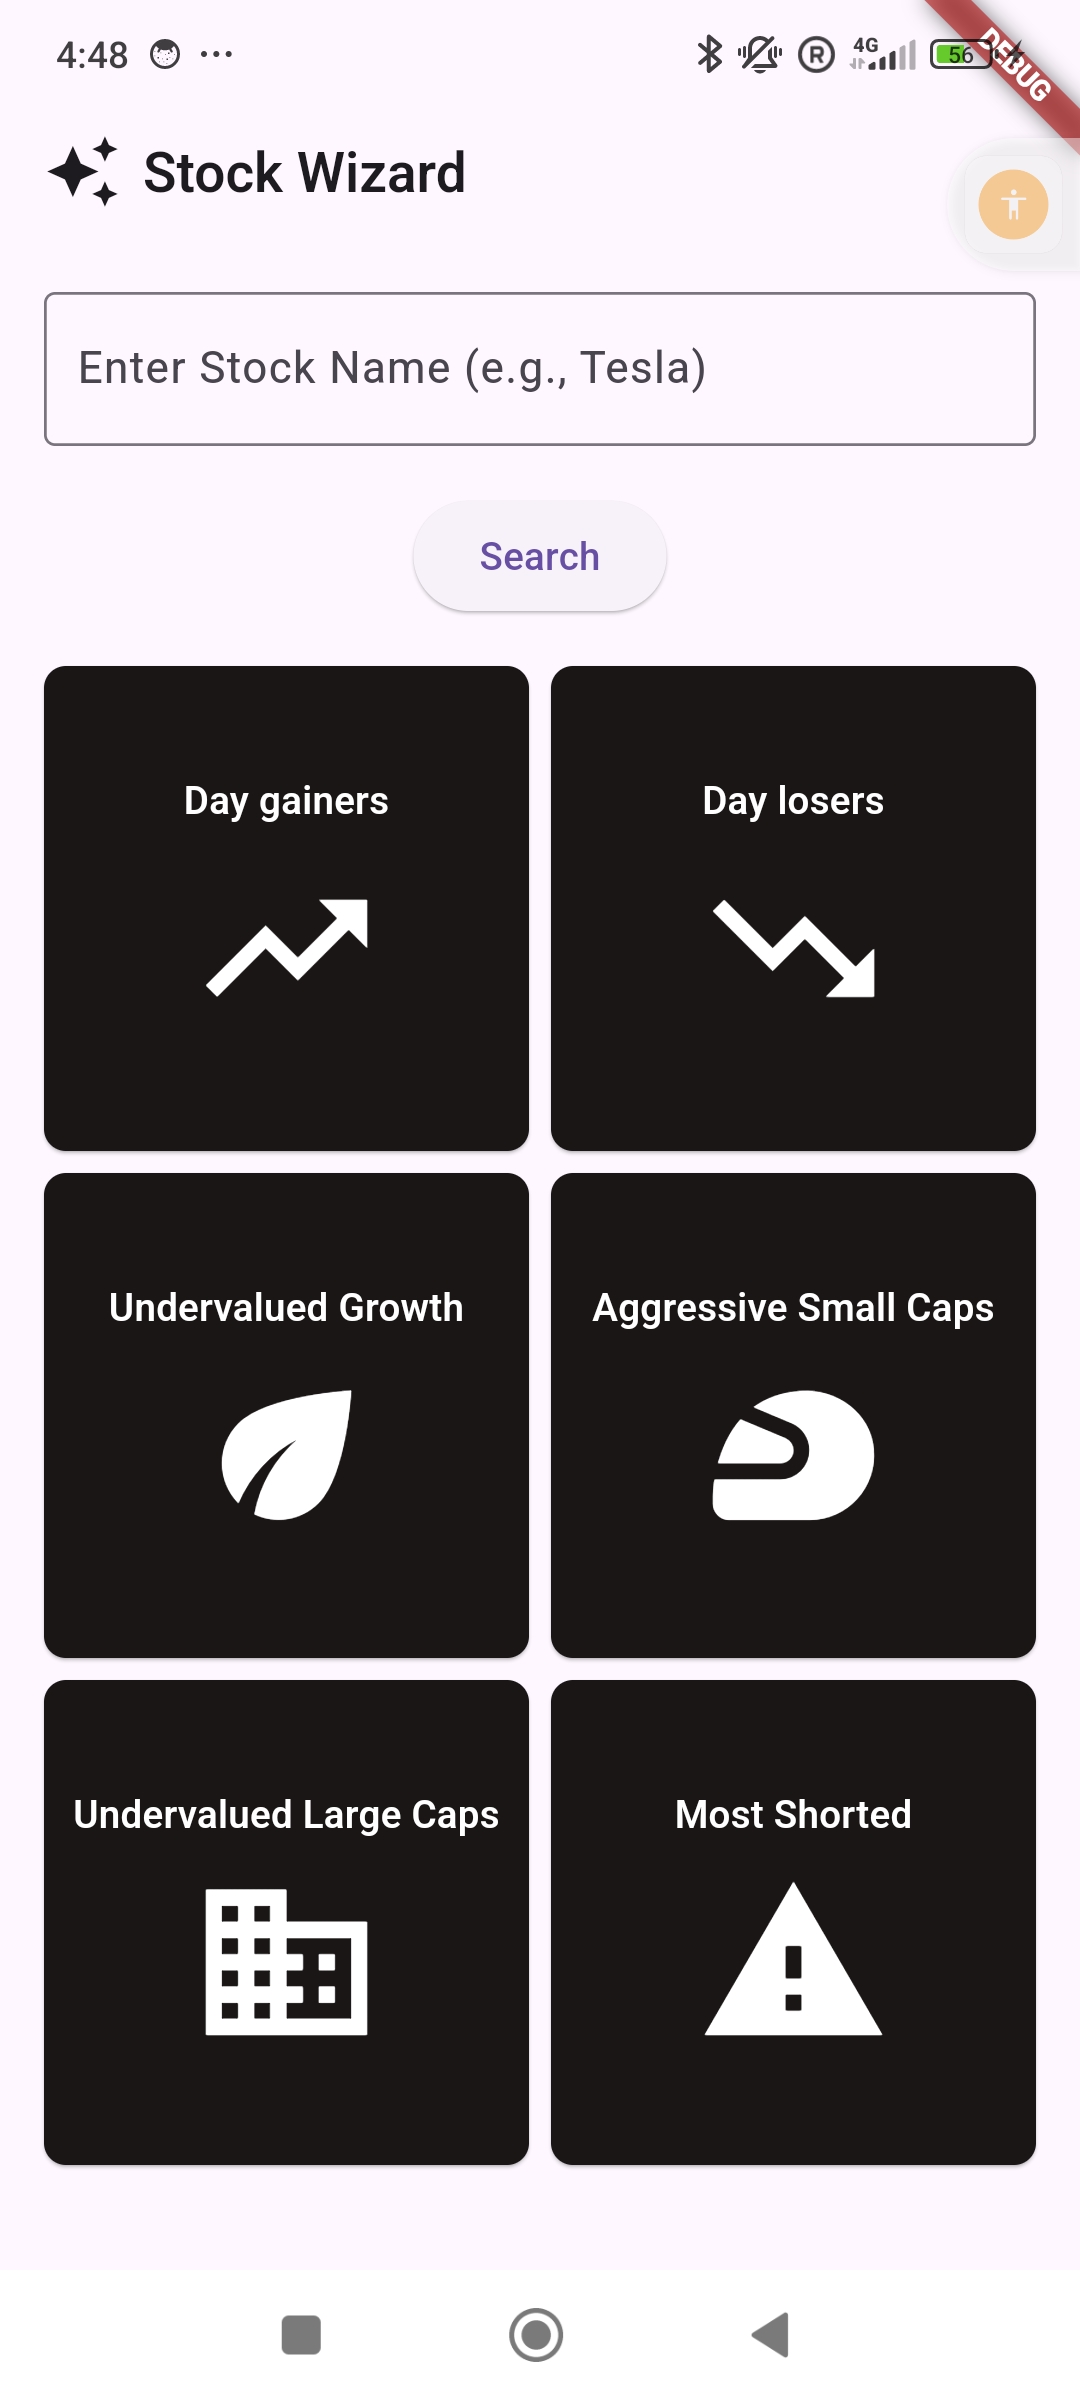 4:48
R
4G
56
DEBUG
Stock Wizard
Enter Stock Name (e.g., Tesla)
Search
Day gainers
Day losers
Undervalued Growth
Aggressive Small Caps
Undervalued Large Caps
Most Shorted